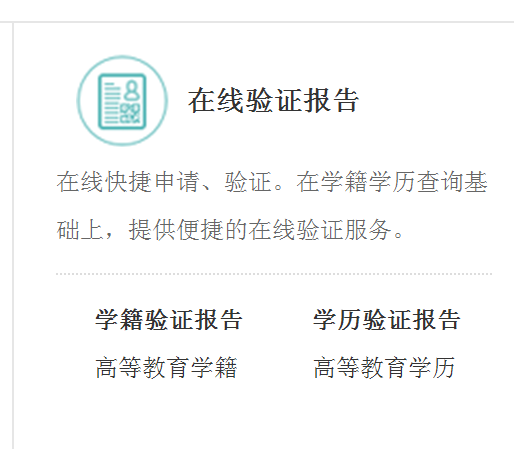 在线验证报告
在线快捷申请、验证。在学籍学历查询基
础上，提供便捷的在线验证服务。
学籍验证报告 学历验证报告
高等教育学籍 高等教育学历